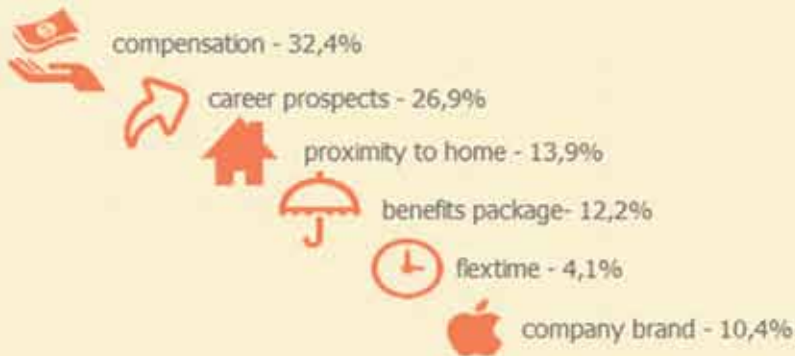 compensation - 32,4%
career prospects - 26,9%
proximity to home - 13,9%
benefits package- 12,2%
flextime - 4,1%
company brand - 10,4%